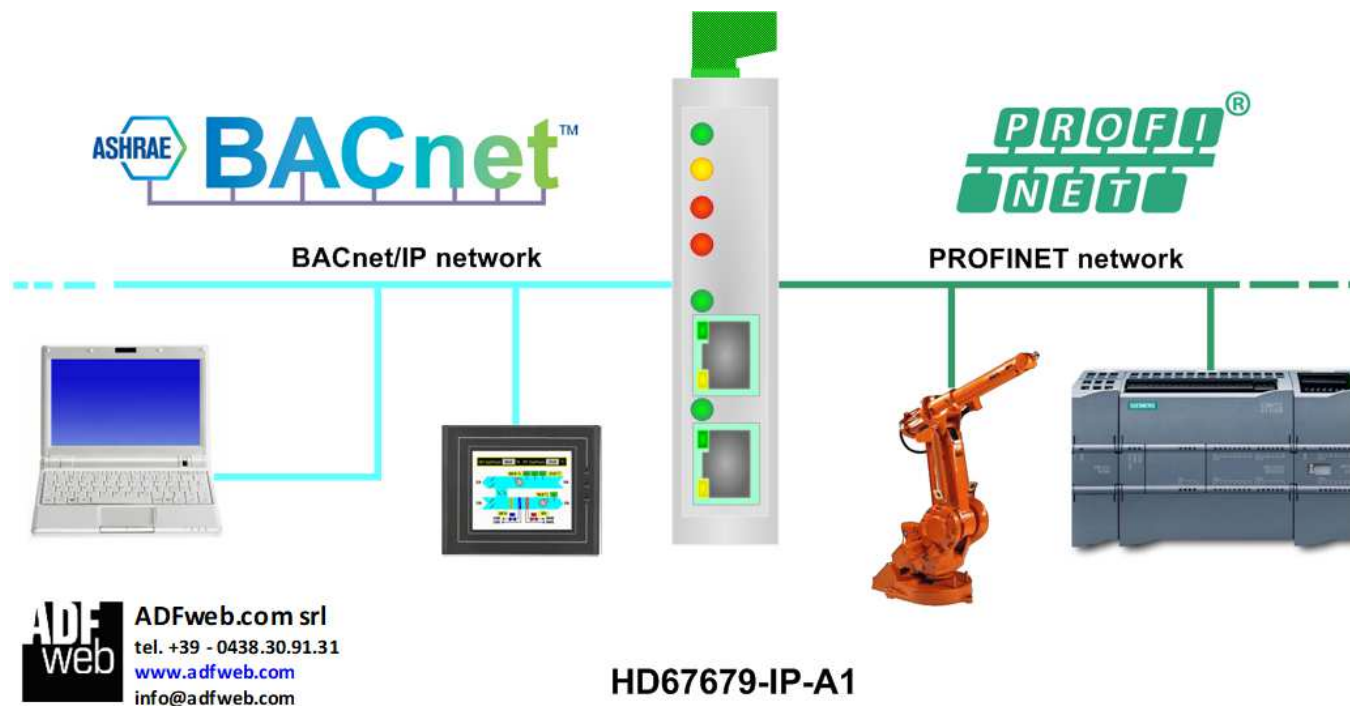 ASHRAE BACnet™
PROFI®
NET
BACnet/IP network
PROFINET network
SIEMENS
ADF
web
ADFweb.com srl
tel. +39 - 0438.30.91.31
www.adfweb.com
info@adfweb.com
HD67679-IP-A1